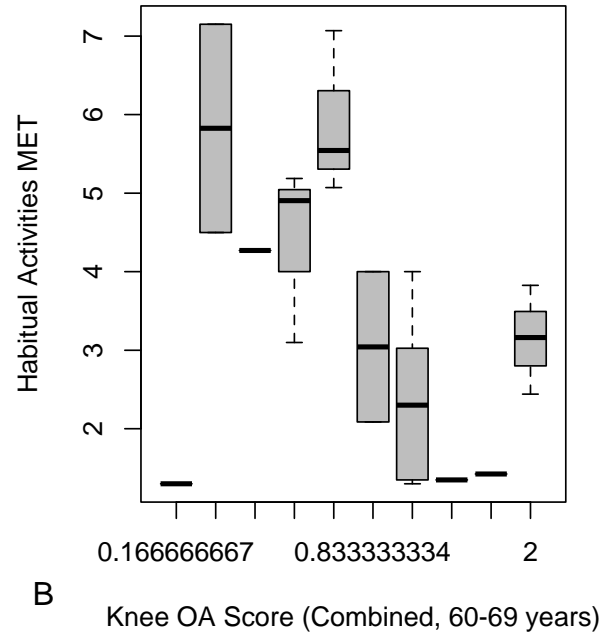 7
6
5
4
3
2
Habitual Activities MET
0.166666667 0.833333334 2
B
Knee OA Score (Combined, 60-69 years)